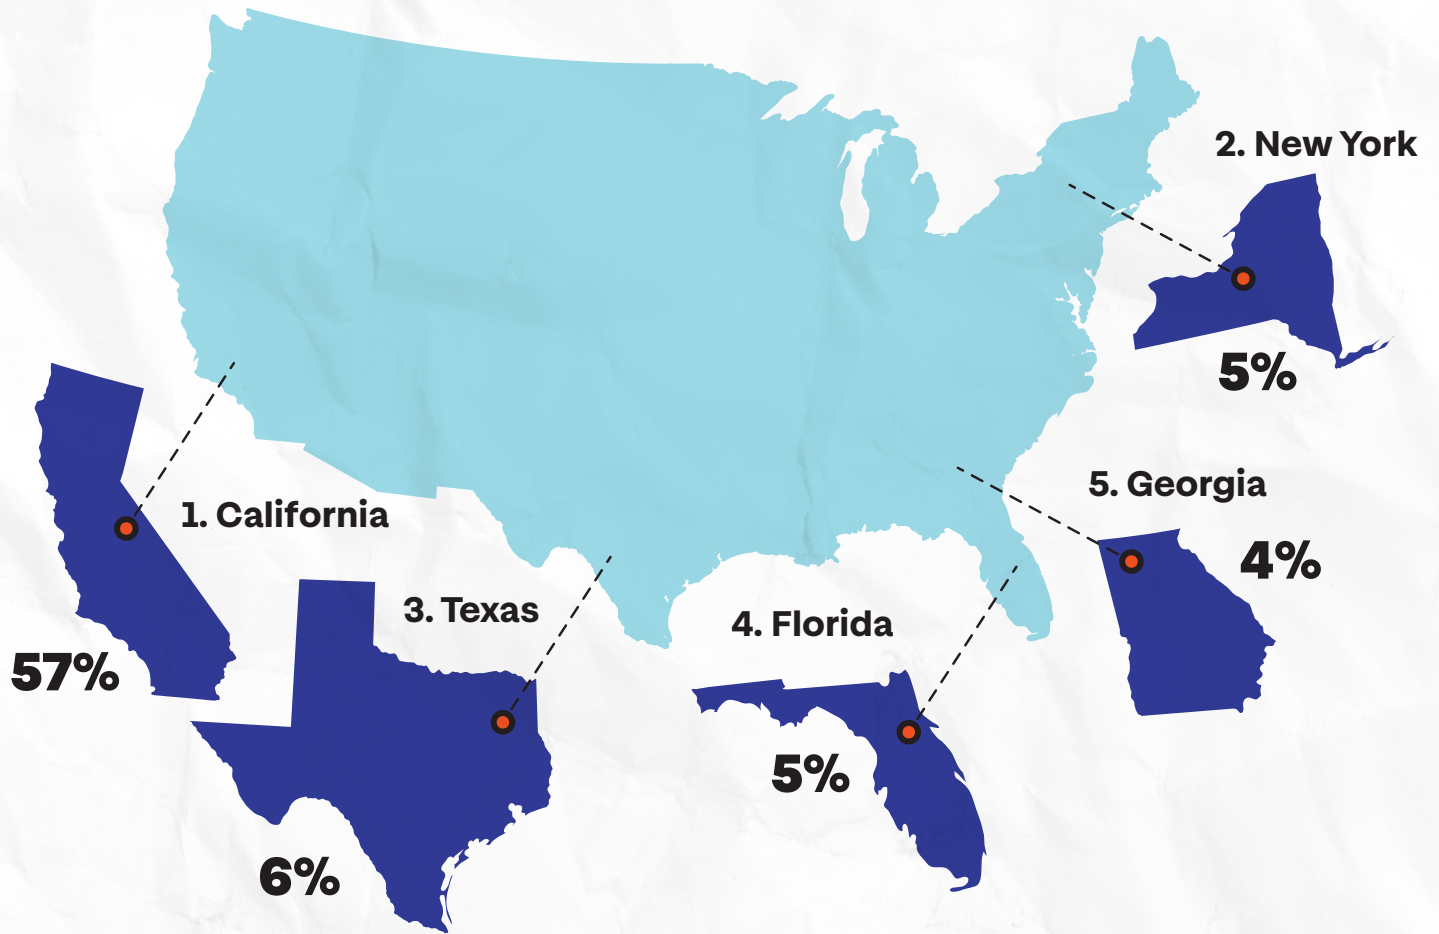 1. California
57%
2. New York
5%
3. Texas
6%
4. Florida
5%
5. Georgia
4%